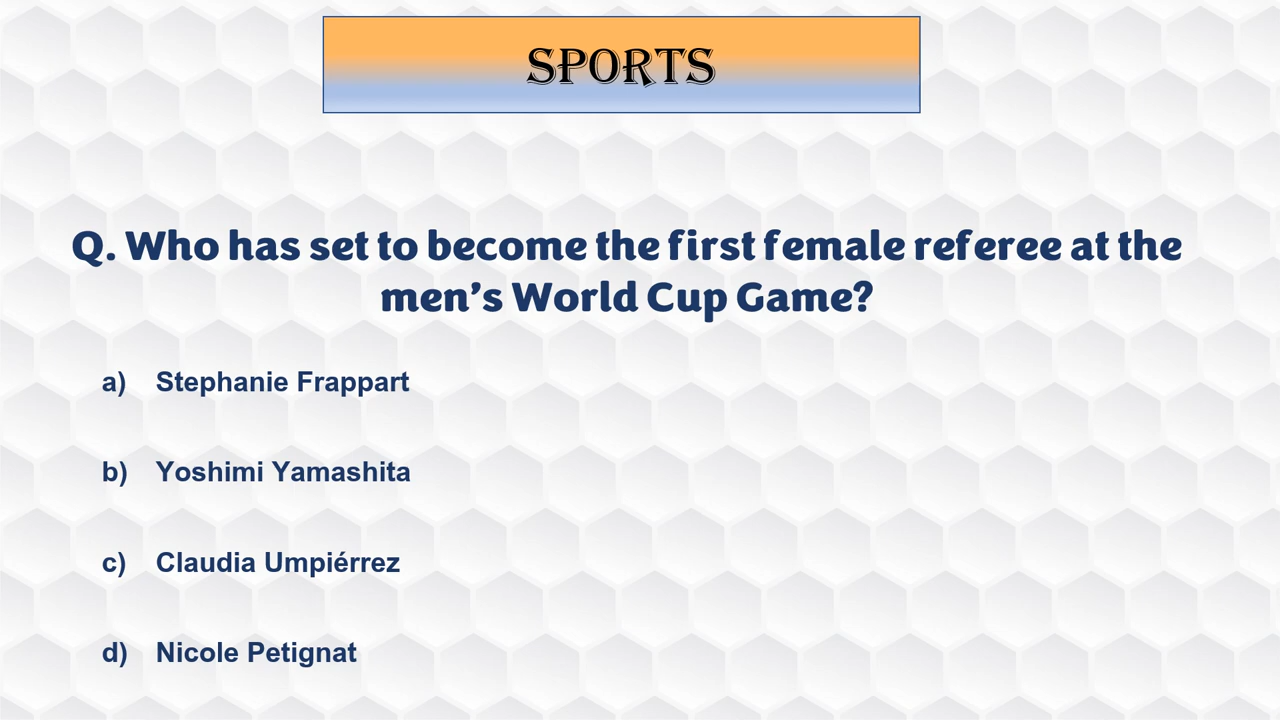 SPORTS
Q. Who has set to become the first female referee at the
men’s World Cup Game?
a) Stephanie Frappart
b) Yoshimi Yamashita
c) Claudia Umpiérrez
d) Nicole Petignat